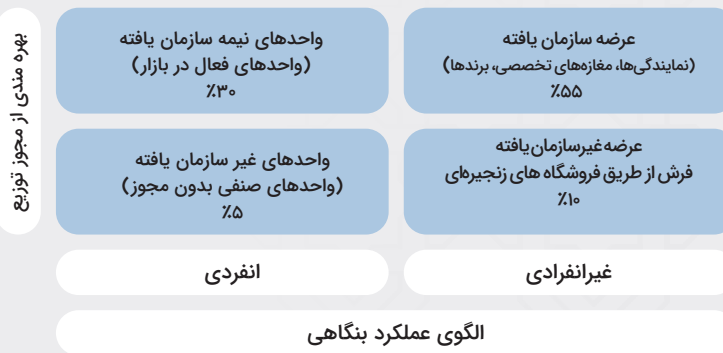 عرضه سازمان یافته
(نمایندگی‌ها، مغازه‌های تخصصی، برندها)
٪۵۵
واحدهای نیمه سازمان یافته
(واحدهای فعال در بازار)
٪۳۰
بهره مندی از مجوز توزیع
عرضه غیرسازمان‌یافته
فرش از طریق فروشگاه های زنجیره‌ای
٪۱۰
واحدهای غیر سازمان یافته
(واحدهای صنفی بدون مجوز)
٪۵
غیرانفرادی
انفردی
الگوی عملکرد بنگاهی